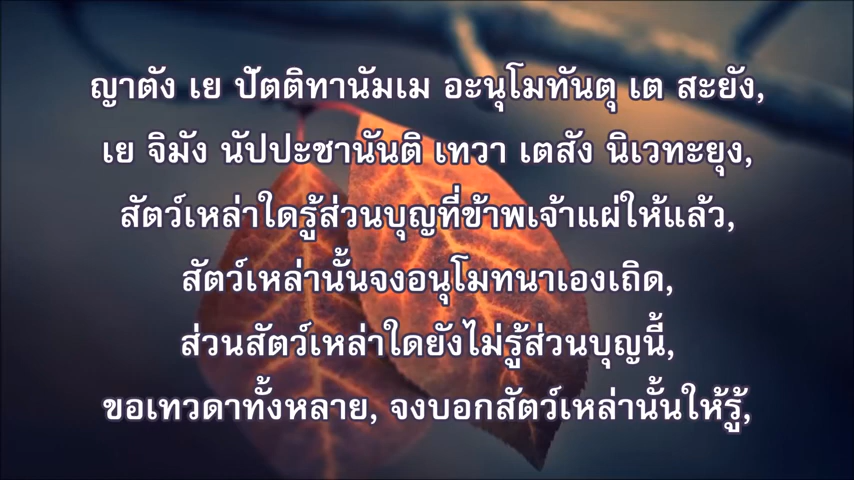 ญาตัง เย ปัตติทานัมเม อะนุโมทันตุ เต สะยัง,
เย จิมัง นัปปะชานันติ เทวา เตสัง นิเวทะยุง,
สัตว์เหล่าใดรู้ส่วนบุญที่ข้าพเจ้าแผ่ให้แล้ว,
สัตว์เหล่านั้นจงอนุโมทนาเองเถิด,
ส่วนสัตว์เหล่าใดยังไม่รู้ส่วนบุญนี้,
ขอเทวดาทั้งหลาย, จงบอกสัตว์เหล่านั้นให้รู้,